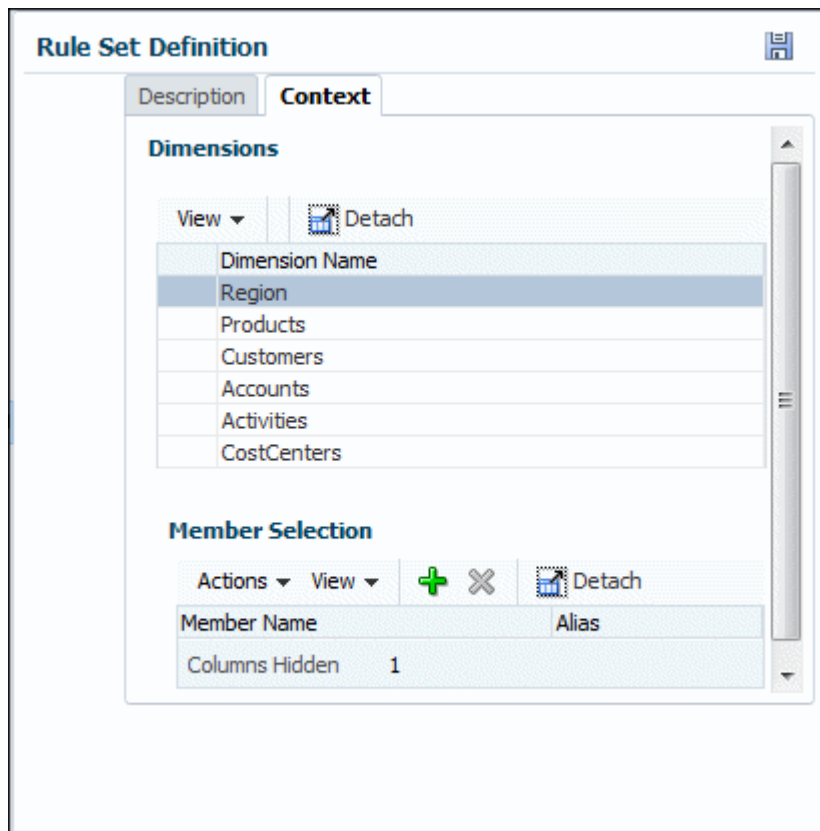 Rule Set Definition
Description Context
Dimensions
View Detach
Dimension Name
Region
Products
Customers
Accounts
Activities
CostCenters
Member Selection
Actions View Detach
Member Name Alias
Columns Hidden 1